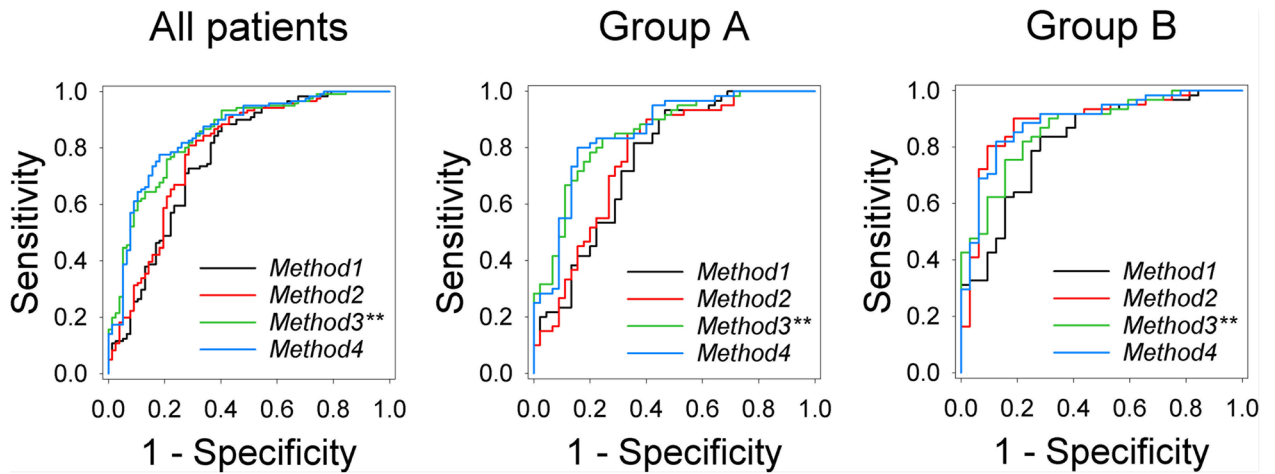 All patients
Sensitivity
1.0
0.8
0.6
0.4
0.2
0.0
Method1
Method2
Method3**
Method4
0.0 0.2 0.4 0.6 0.8 1.0
1 - Specificity
Group A
Sensitivity
1.0
0.8
0.6
0.4
0.2
0.0
Method1
Method2
Method3**
Method4
0.0 0.2 0.4 0.6 0.8 1.0
1 - Specificity
Group B
Sensitivity
1.0
0.8
0.6
0.4
0.2
0.0
Method1
Method2
Method3**
Method4
0.0 0.2 0.4 0.6 0.8 1.0
1 - Specificity